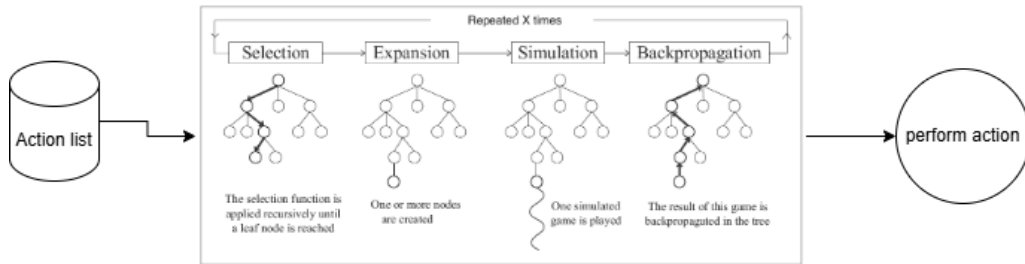 Repeated X times
Selection
Expansion
Simulation
Backpropagation
Action list
perform action
The selection function is
applied recursively until
a leaf node is reached
One or more nodes
are created
One simulated
game is played
The result of this game is
backpropagated in the tree